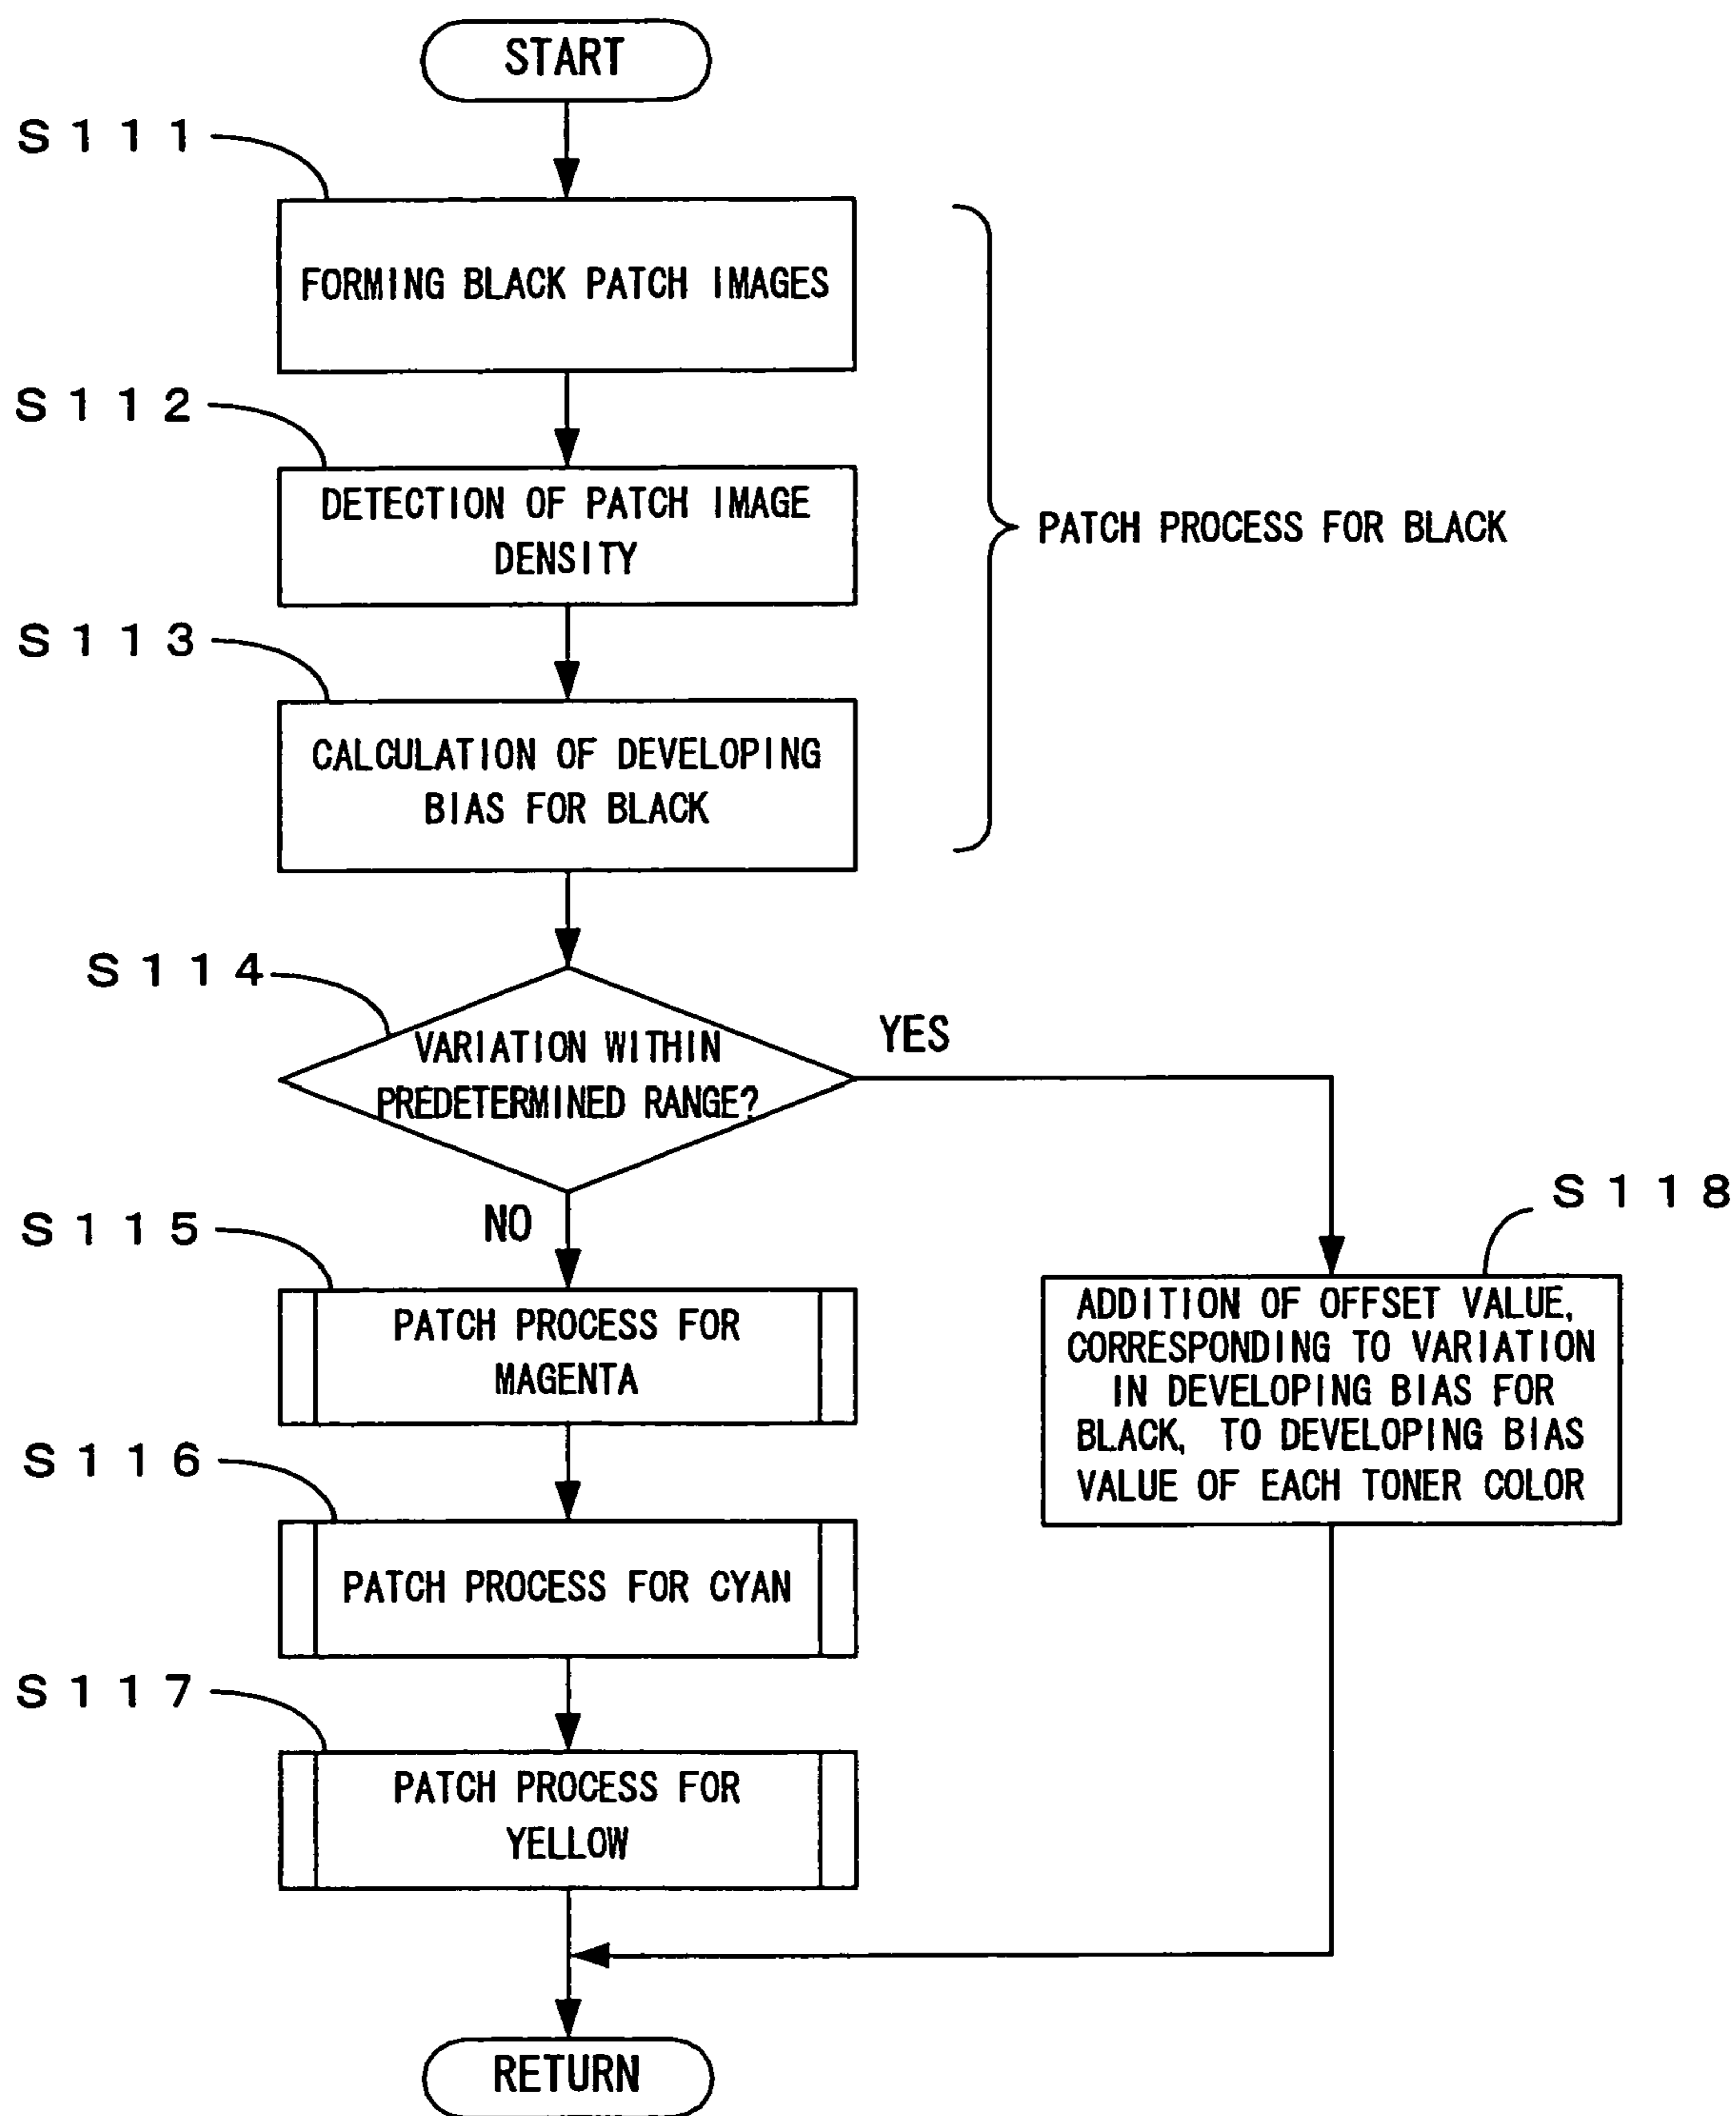 START
S111
FORMING BLACK PATCH IMAGES
S112
DETECTION OF PATCH IMAGE
DENSITY
PATCH PROCESS FOR BLACK
S113
CALCULATION OF DEVELOPING
BIAS FOR BLACK
S114
VARIATION WITHIN
PREDETERMINED RANGE?
YES
NO
S115
PATCH PROCESS FOR
MAGENTA
S118
ADDITION OF OFFSET VALUE,
CORRESPONDING TO VARIATION
IN DEVELOPING BIAS FOR
BLACK, TO DEVELOPING BIAS
VALUE OF EACH TONER COLOR
S116
PATCH PROCESS FOR CYAN
S117
PATCH PROCESS FOR
YELLOW
RETURN